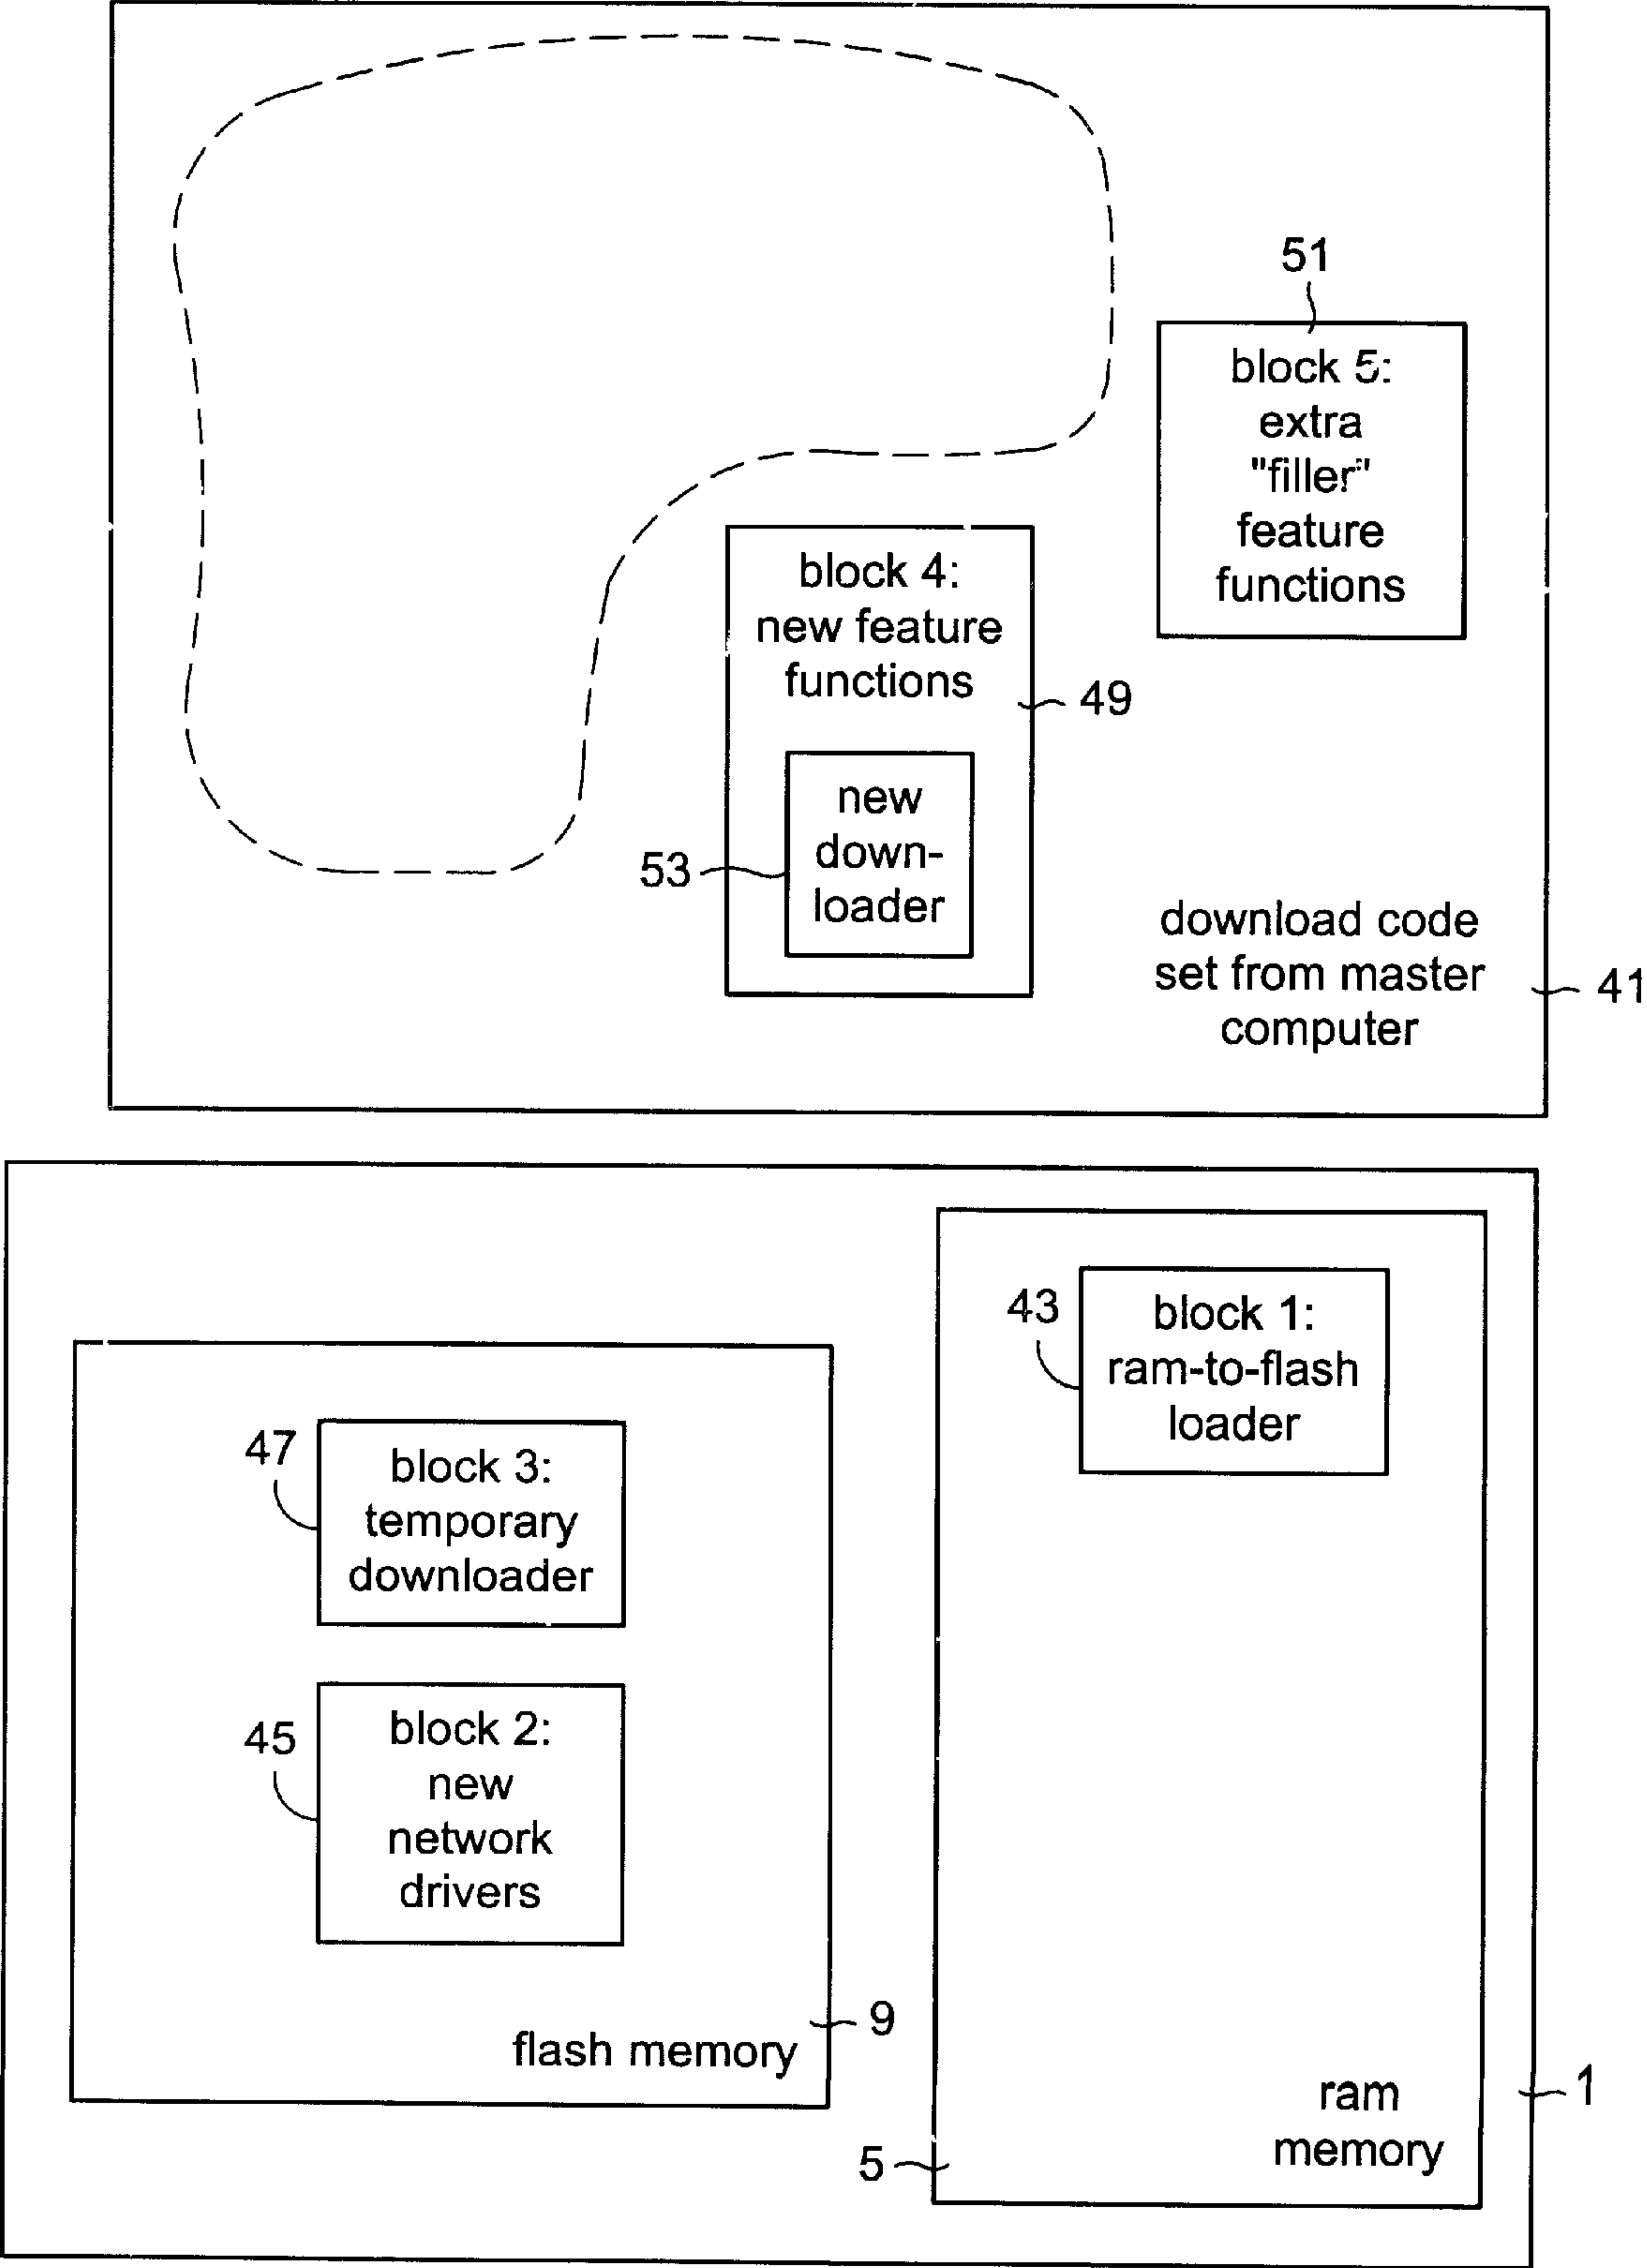 51
block 5:
extra
"filler"
feature
functions
block 4:
new feature
functions
49
new
down-
loader
53
download code
set from master
computer
41
43
block 1:
ram-to-flash
loader
47
block 3:
temporary
downloader
45
block 2:
new
network
drivers
9
flash memory
ram
memory
1
5